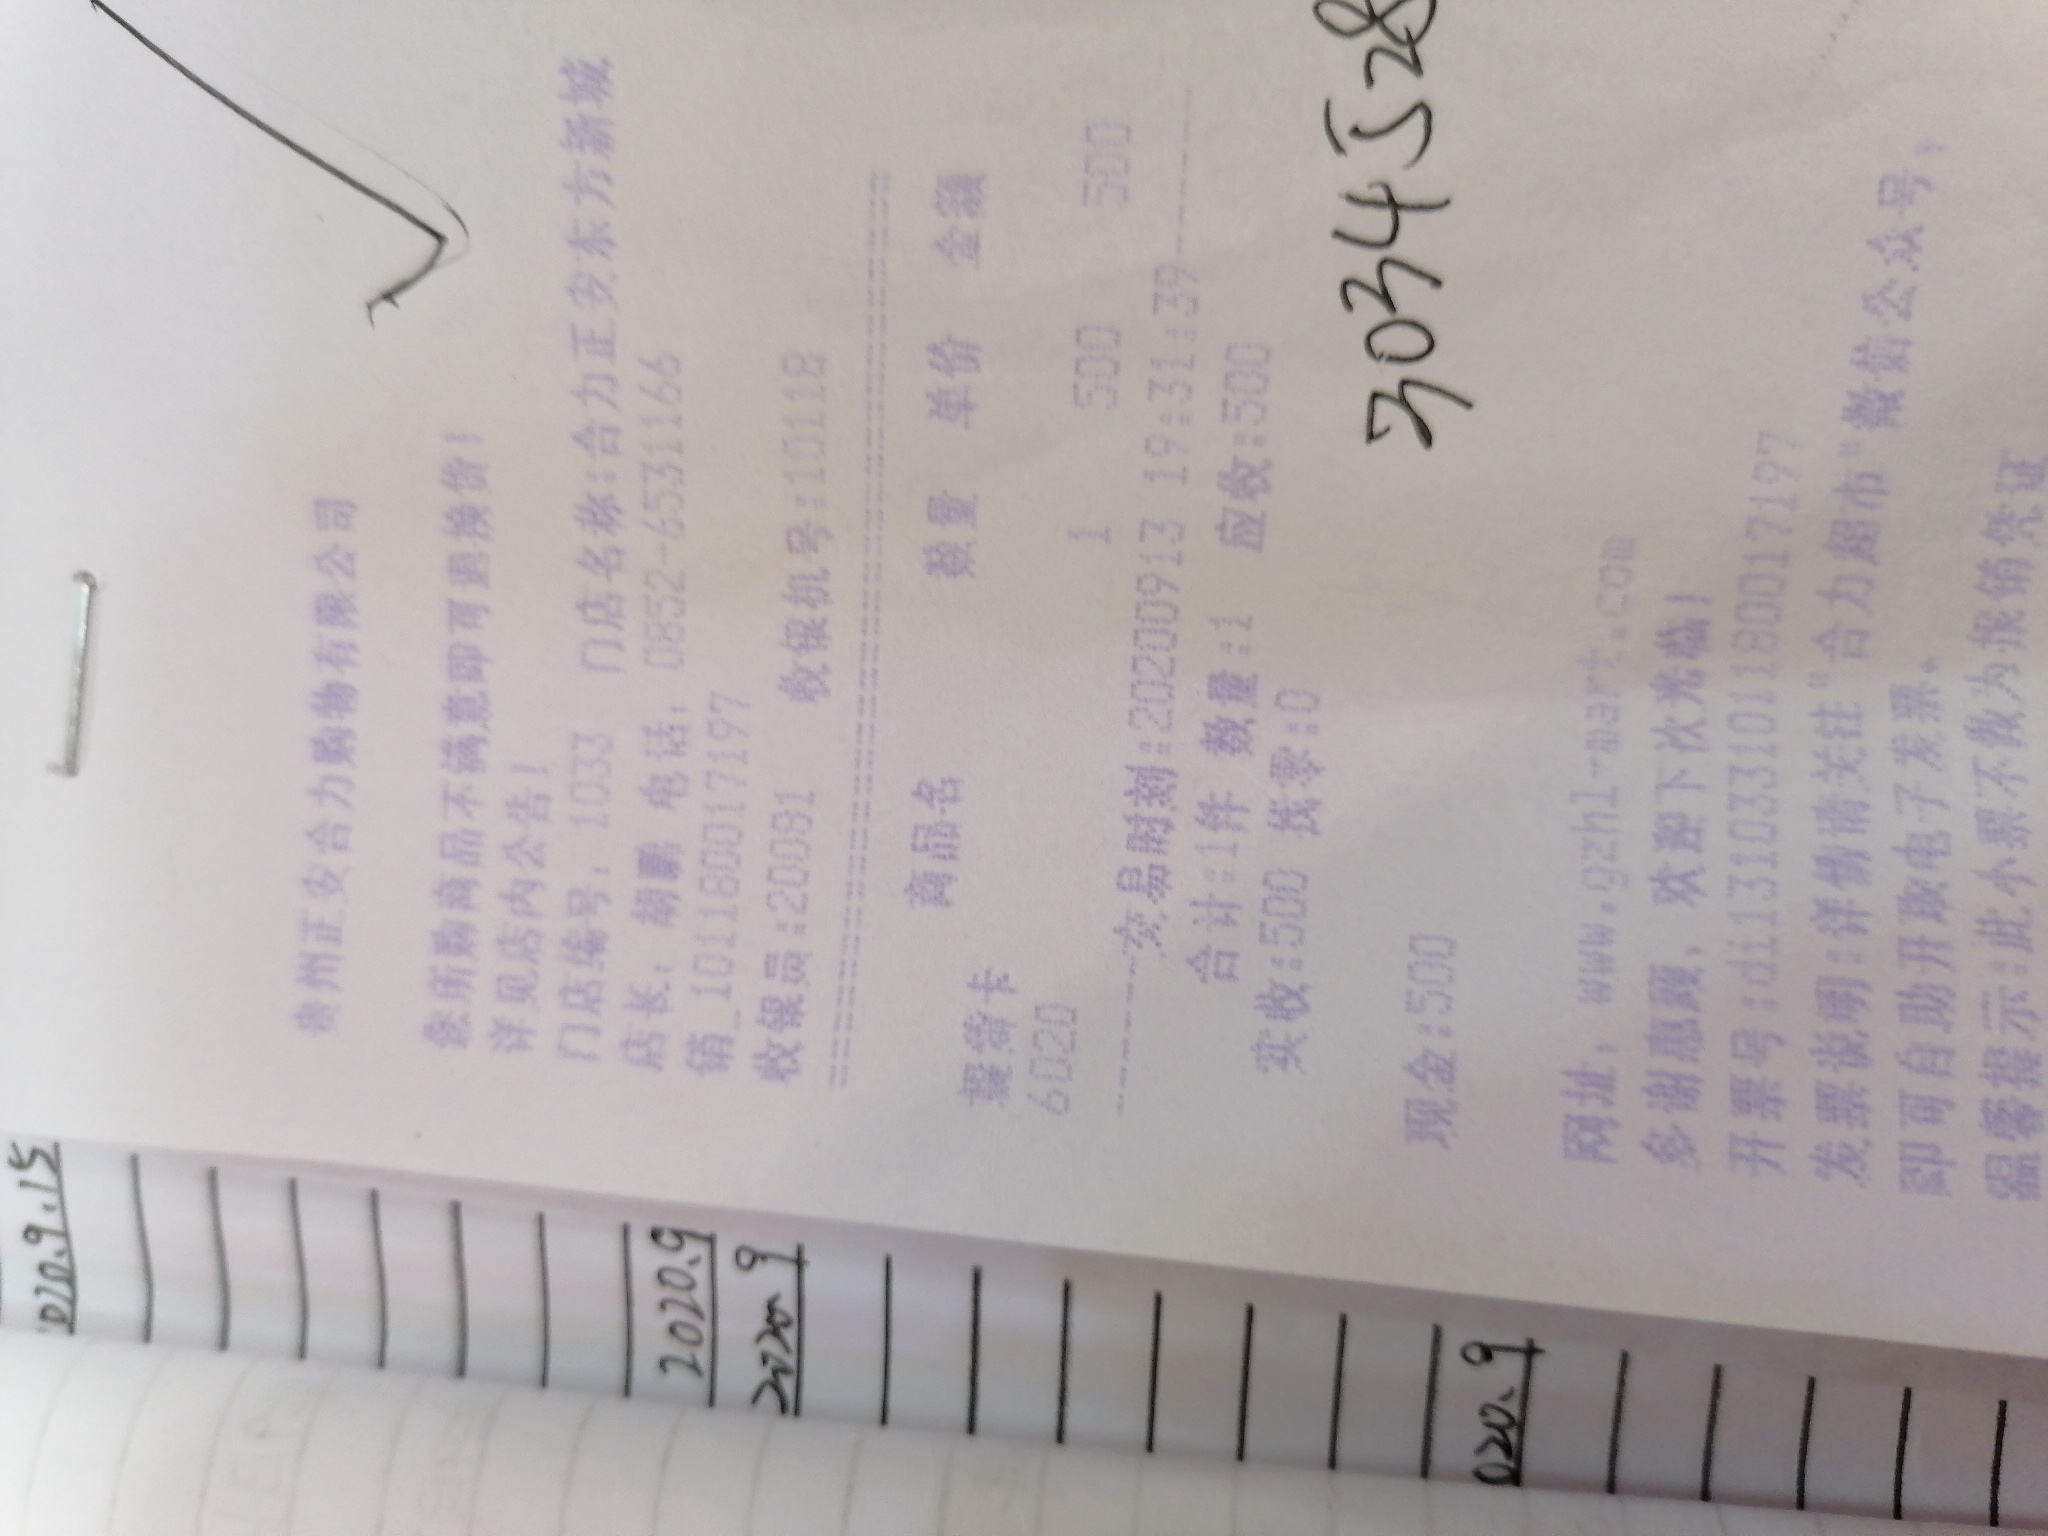 贵州正安合力购物有限公司
您所购商品不满意即可退换货!
详见店内公告!
门店编号: 1033 门店名称:合力正安东方新城
店长: 胡鹏 电话: 0852-6531166
销_101180017197
收银员:20081 收银机号:10118
商品名 数量 单价 金额
提货卡
6020 1 500 500
--------交易时刻:20200913 19:31:39--------
合计:1件 数量:1 应收:500
实收:500 找零:0
3034528
现金:500
网址: www.gzhl-mart.com
多谢惠顾, 欢迎下次光临!
开票号:di131033101180017197
发票说明:详情请关注"合力超市"微信公众号,
即可自助开取电子发票。
温馨提示:此小票不做为报销凭证
020.9.15
2020.9
2020.9
020.9